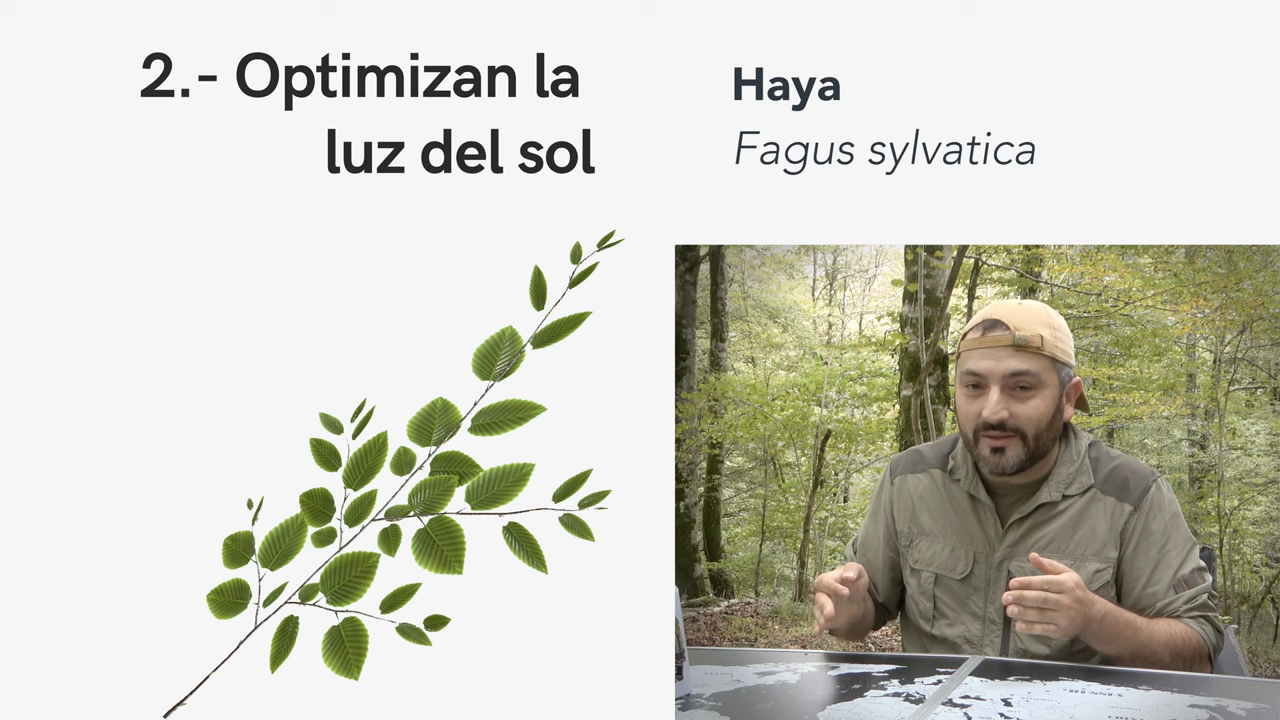 2.- Optimizan la
luz del sol
Haya
Fagus sylvatica